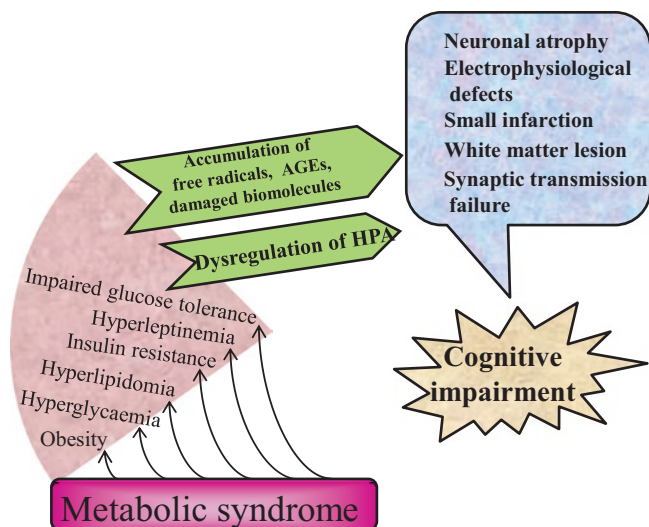 Neuronal atrophy
Electrophysiological
defects
Small infarction
White matter lesion
Synaptic transmission
failure
Accumulation of
free radicals, AGEs,
damaged biomolecules
Dysregulation of HPA
Impaired glucose tolerance
Hyperleptinemia
Insulin resistance
Hyperlipidomia
Hyperglycaemia
Obesity
Cognitive
impairment
Metabolic syndrome